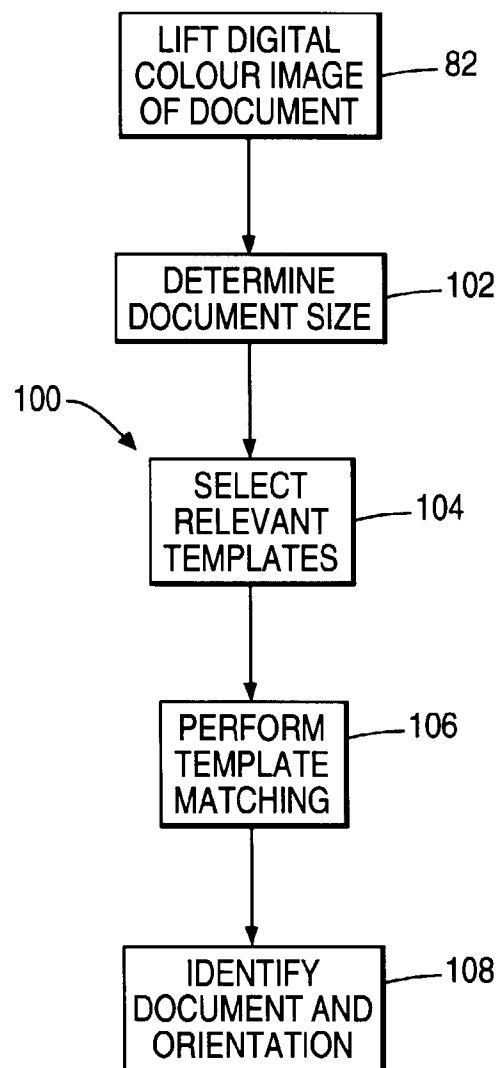 LIFT DIGITAL
COLOUR IMAGE
OF DOCUMENT
82
DETERMINE
DOCUMENT SIZE
102
100
SELECT
RELEVANT
TEMPLATES
104
PERFORM
TEMPLATE
MATCHING
106
IDENTIFY
DOCUMENT AND
ORIENTATION
108